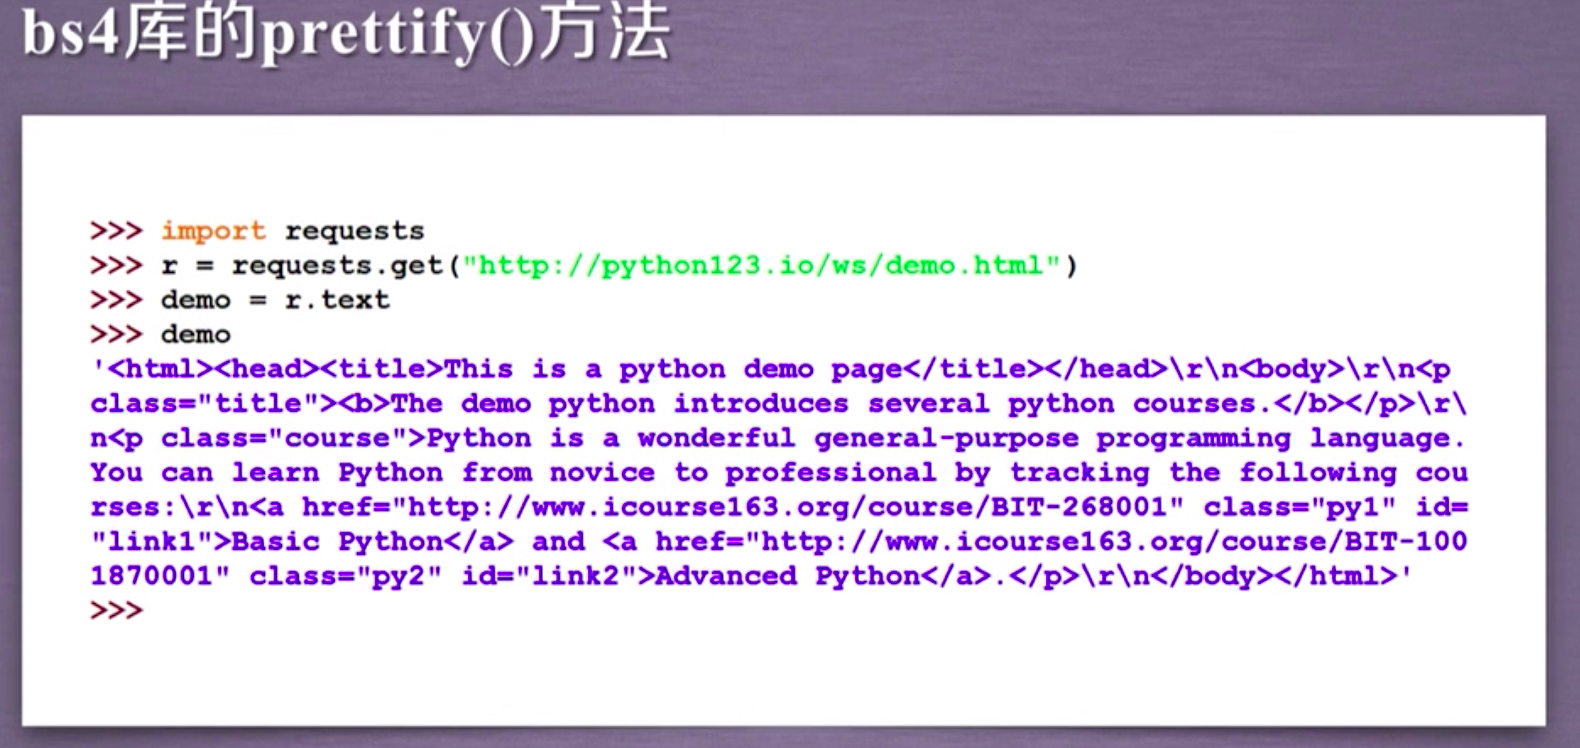 bs4库的prettify()方法
>>> import requests
>>> r = requests.get("http://python123.io/ws/demo.html")
>>> demo = r.text
>>> demo
'<html><head><title>This is a python demo page</title></head>\r\n<body>\r\n<p
class="title"><b>The demo python introduces several python courses.</b></p>\r\
n<p class="course">Python is a wonderful general-purpose programming language.
You can learn Python from novice to professional by tracking the following cou
rses:\r\n<a href="http://www.icourse163.org/course/BIT-268001" class="py1" id=
"link1">Basic Python</a> and <a href="http://www.icourse163.org/course/BIT-100
1870001" class="py2" id="link2">Advanced Python</a>.</p>\r\n</body></html>'
>>>